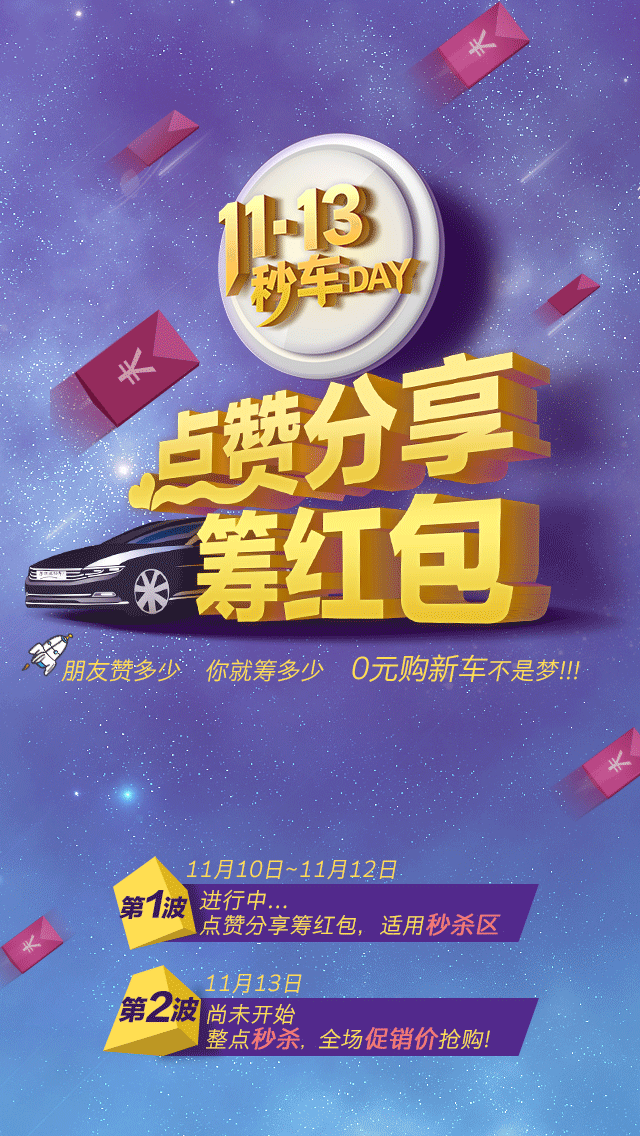 11-13
秒车DAY
点赞分享
筹红包
朋友赞多少 你就筹多少 0元购新车不是梦!!!
11月10日~11月12日
第1波
进行中...
点赞分享筹红包，适用秒杀区
11月13日
第2波
尚未开始
整点秒杀，全场促销价抢购!